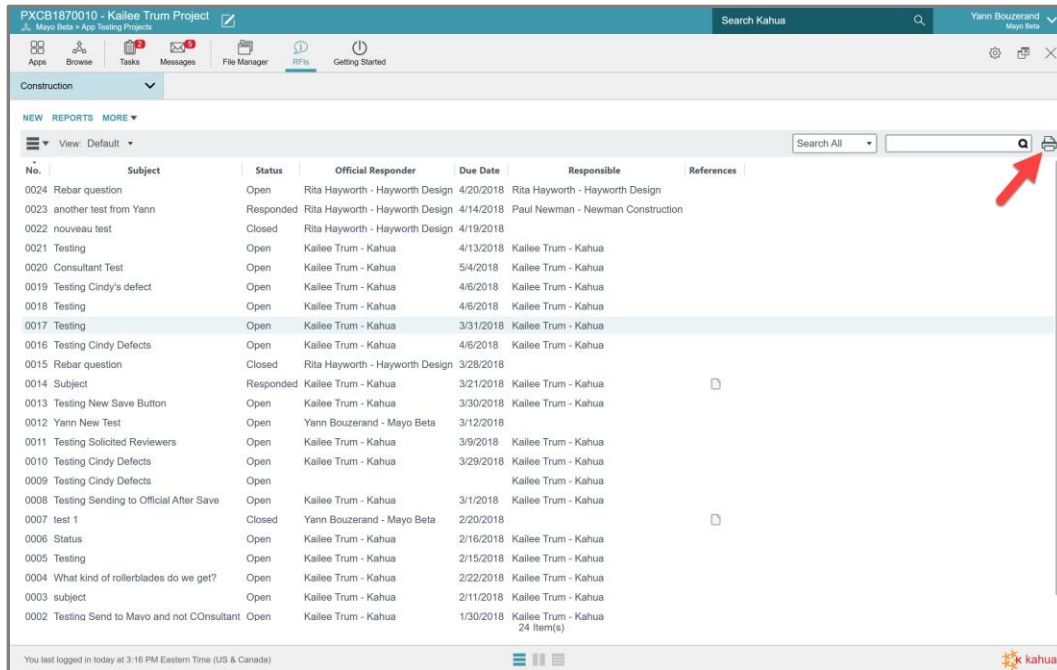 PXCB1870010 - Kailee Trum Project
Mayo Beta > App Testing Projects
Search Kahua
Yann Bouzerand
Mayo Beta
2
5
Apps Browse Tasks Messages File Manager RFIs Getting Started
Construction
NEW REPORTS MORE
View: Default
Search All
No. Subject Status Official Responder Due Date Responsible References
0024 Rebar question Open Rita Hayworth - Hayworth Design 4/20/2018 Rita Hayworth - Hayworth Design
0023 another test from Yann Responded Rita Hayworth - Hayworth Design 4/14/2018 Paul Newman - Newman Construction
0022 nouveau test Closed Rita Hayworth - Hayworth Design 4/19/2018
0021 Testing Open Kailee Trum - Kahua 4/13/2018 Kailee Trum - Kahua
0020 Consultant Test Open Kailee Trum - Kahua 5/4/2018 Kailee Trum - Kahua
0019 Testing Cindy's defect Open Kailee Trum - Kahua 4/6/2018 Kailee Trum - Kahua
0018 Testing Open Kailee Trum - Kahua 4/6/2018 Kailee Trum - Kahua
0017 Testing Open Kailee Trum - Kahua 3/31/2018 Kailee Trum - Kahua
0016 Testing Cindy Defects Open Kailee Trum - Kahua 4/6/2018 Kailee Trum - Kahua
0015 Rebar question Closed Rita Hayworth - Hayworth Design 3/28/2018
0014 Subject Responded Kailee Trum - Kahua 3/21/2018 Kailee Trum - Kahua
0013 Testing New Save Button Open Kailee Trum - Kahua 3/30/2018 Kailee Trum - Kahua
0012 Yann New Test Open Yann Bouzerand - Mayo Beta 3/12/2018
0011 Testing Solicited Reviewers Open Kailee Trum - Kahua 3/9/2018 Kailee Trum - Kahua
0010 Testing Cindy Defects Open Kailee Trum - Kahua 3/29/2018 Kailee Trum - Kahua
0009 Testing Cindy Defects Open Kailee Trum - Kahua
0008 Testing Sending to Official After Save Open Kailee Trum - Kahua 3/1/2018 Kailee Trum - Kahua
0007 test 1 Closed Yann Bouzerand - Mayo Beta 2/20/2018
0006 Status Open Kailee Trum - Kahua 2/16/2018 Kailee Trum - Kahua
0005 Testing Open Kailee Trum - Kahua 2/15/2018 Kailee Trum - Kahua
0004 What kind of rollerblades do we get? Open Kailee Trum - Kahua 2/22/2018 Kailee Trum - Kahua
0003 subject Open Kailee Trum - Kahua 2/11/2018 Kailee Trum - Kahua
0002 Testing Send to Mayo and not COnsultant Open Kailee Trum - Kahua 1/30/2018 Kailee Trum - Kahua
24 Item(s)
You last logged in today at 3:16 PM Eastern Time (US & Canada)
kahua